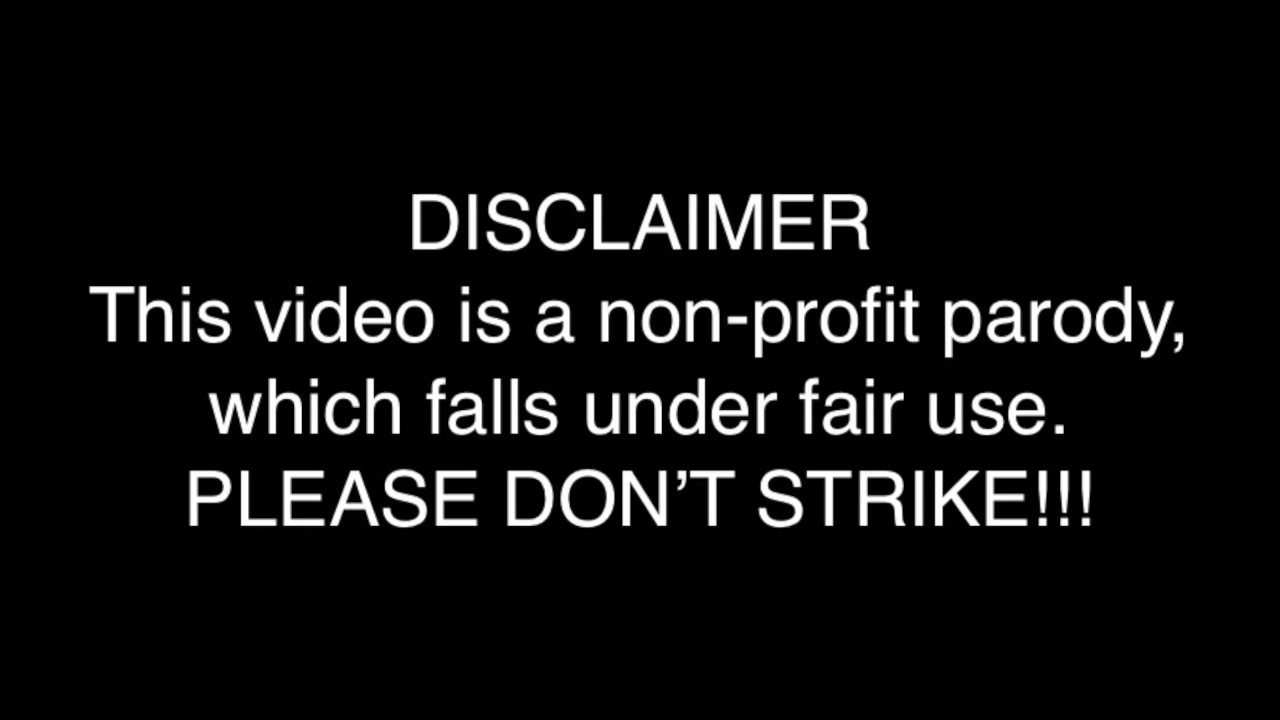 DISCLAIMER
This video is a non-profit parody,
which falls under fair use.
PLEASE DON’T STRIKE!!!